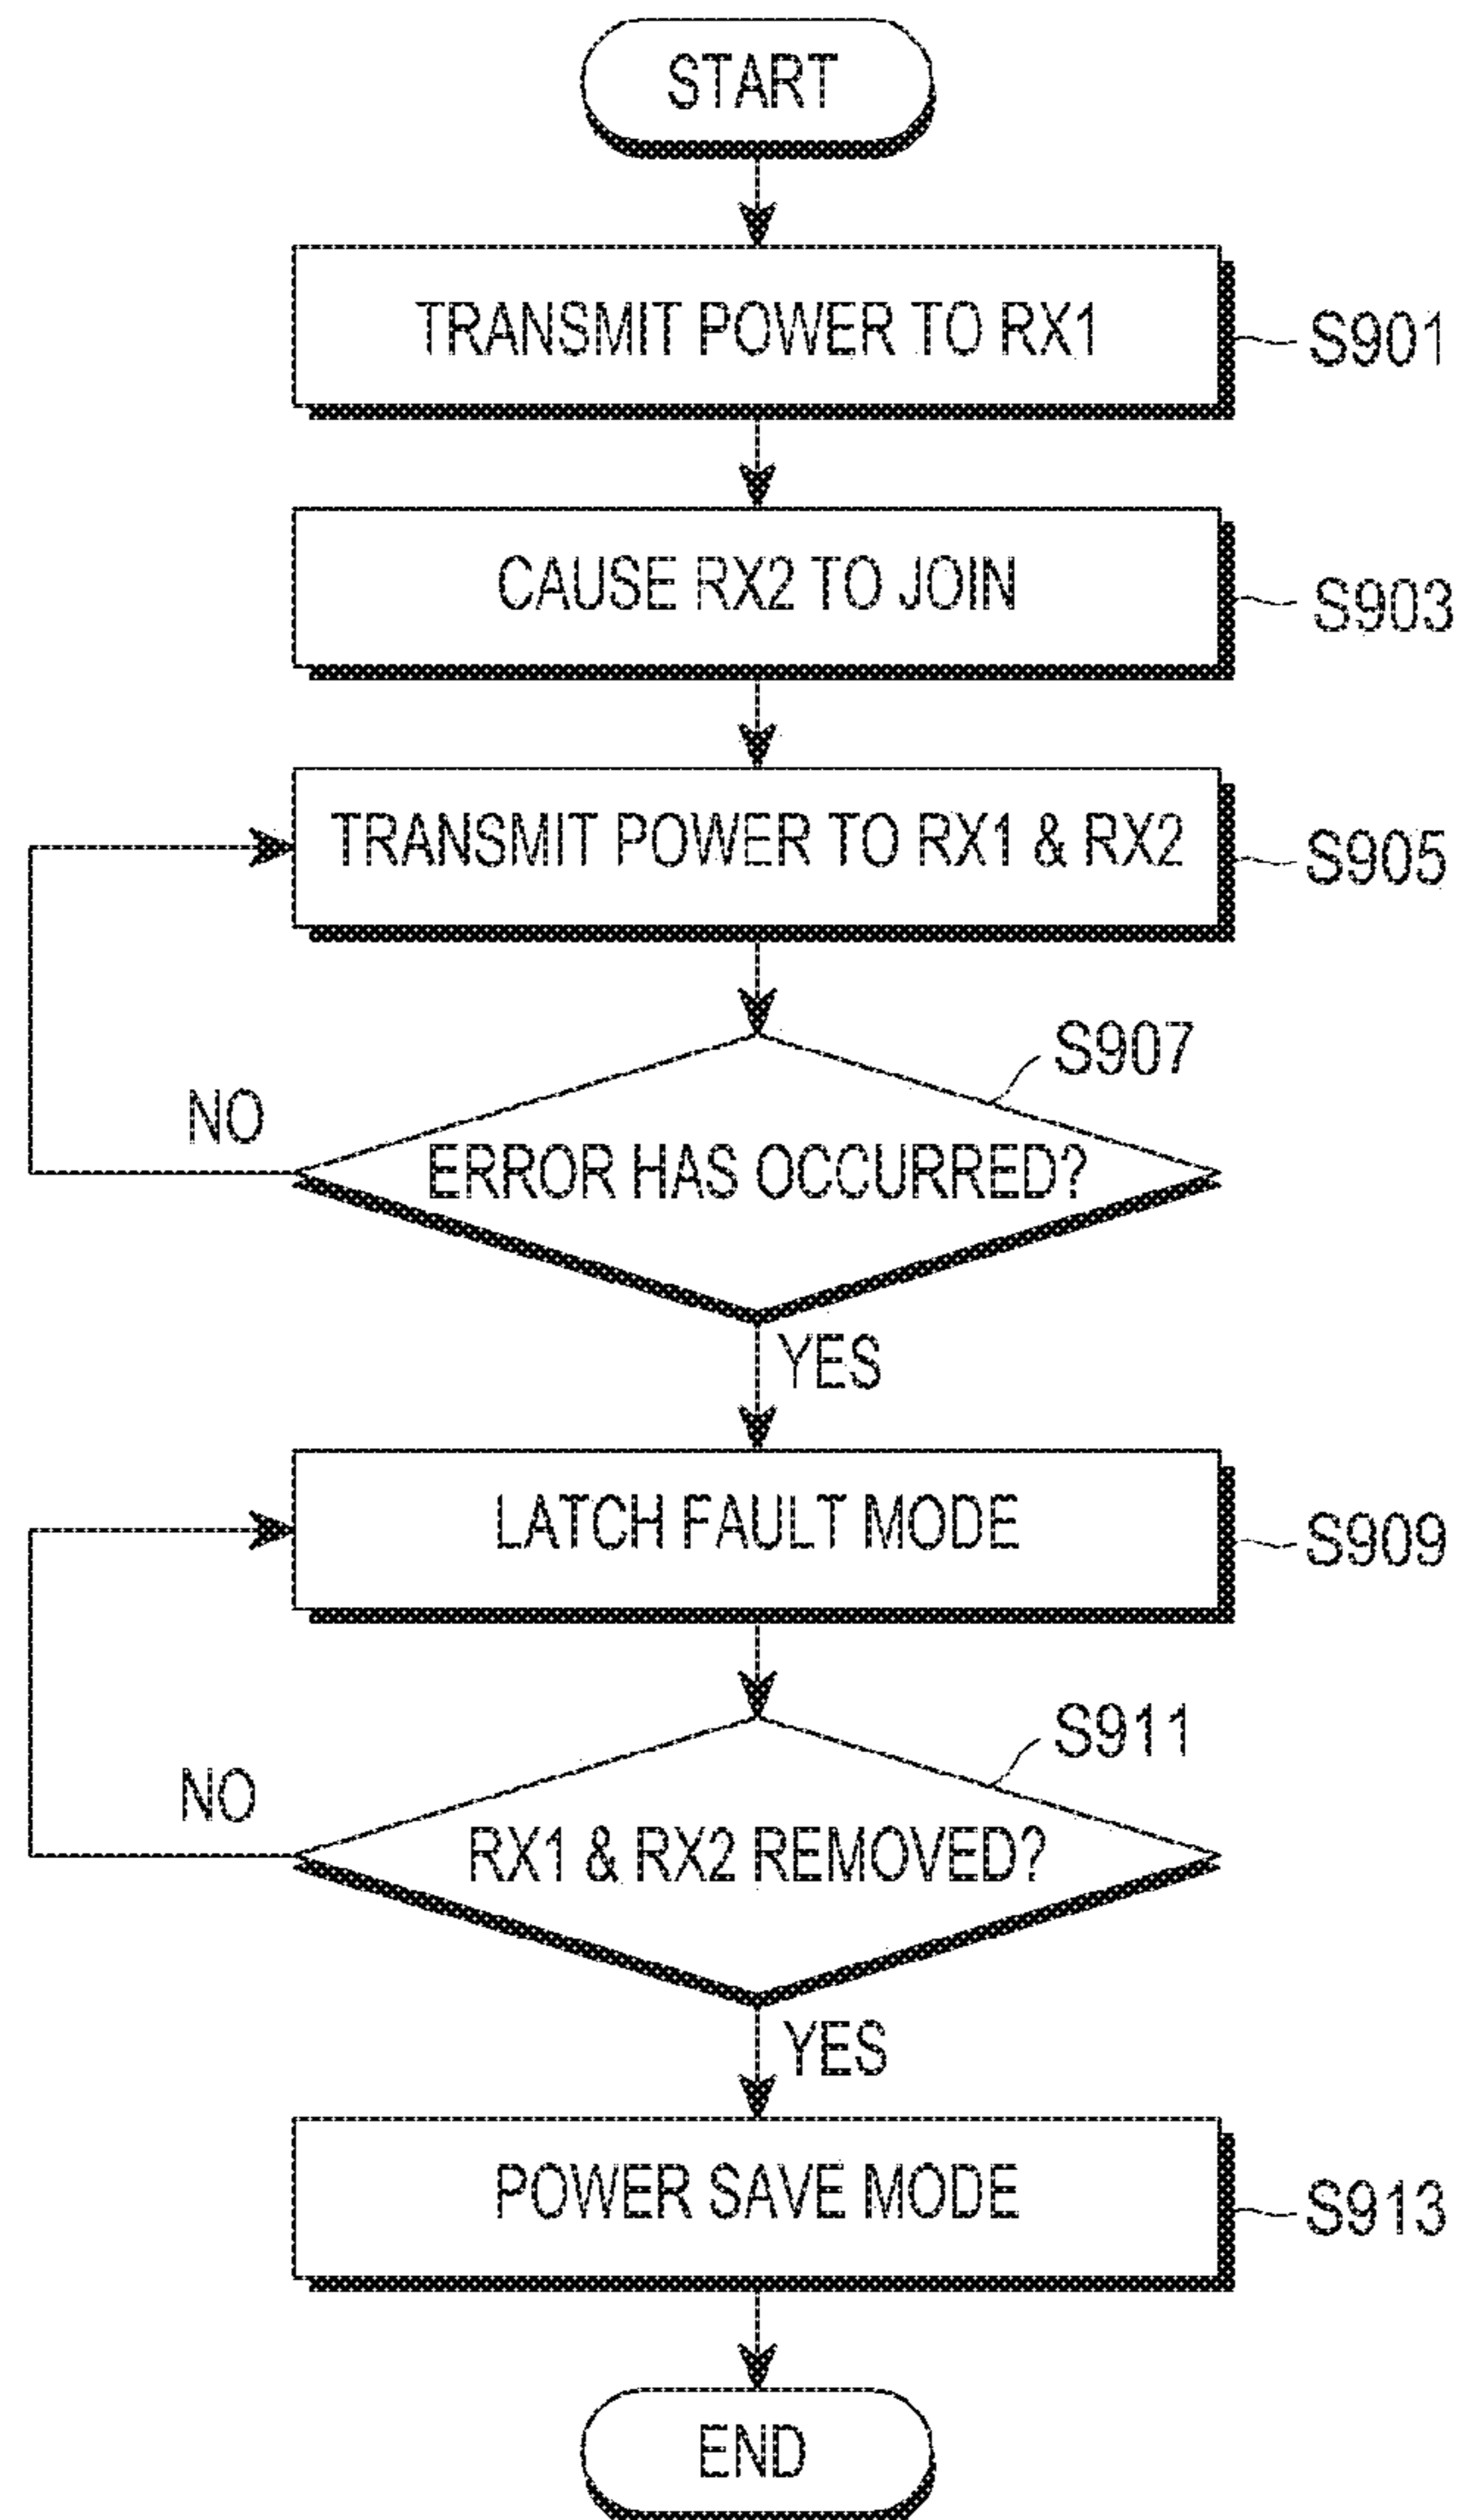 START
TRANSMIT POWER TO RX1
S901
CAUSE RX2 TO JOIN
S903
TRANSMIT POWER TO RX1 & RX2
S905
S907
NO
ERROR HAS OCCURRED?
YES
LATCH FAULT MODE
S909
S911
NO
RX1 & RX2 REMOVED?
YES
POWER SAVE MODE
S913
END